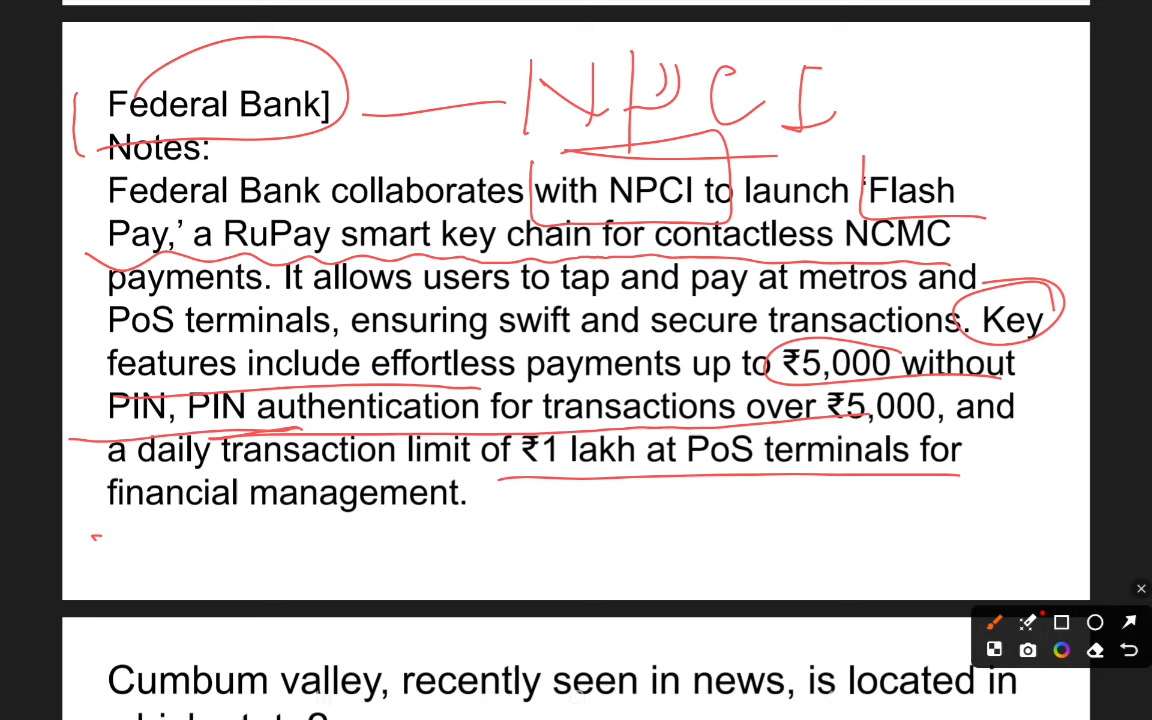 Federal Bank] NPCI
Notes:
Federal Bank collaborates with NPCI to launch ‘Flash
Pay,’ a RuPay smart key chain for contactless NCMC
payments. It allows users to tap and pay at metros and
PoS terminals, ensuring swift and secure transactions. Key
features include effortless payments up to ₹5,000 without
PIN, PIN authentication for transactions over ₹5,000, and
a daily transaction limit of ₹1 lakh at PoS terminals for
financial management.
Cumbum valley, recently seen in news, is located in